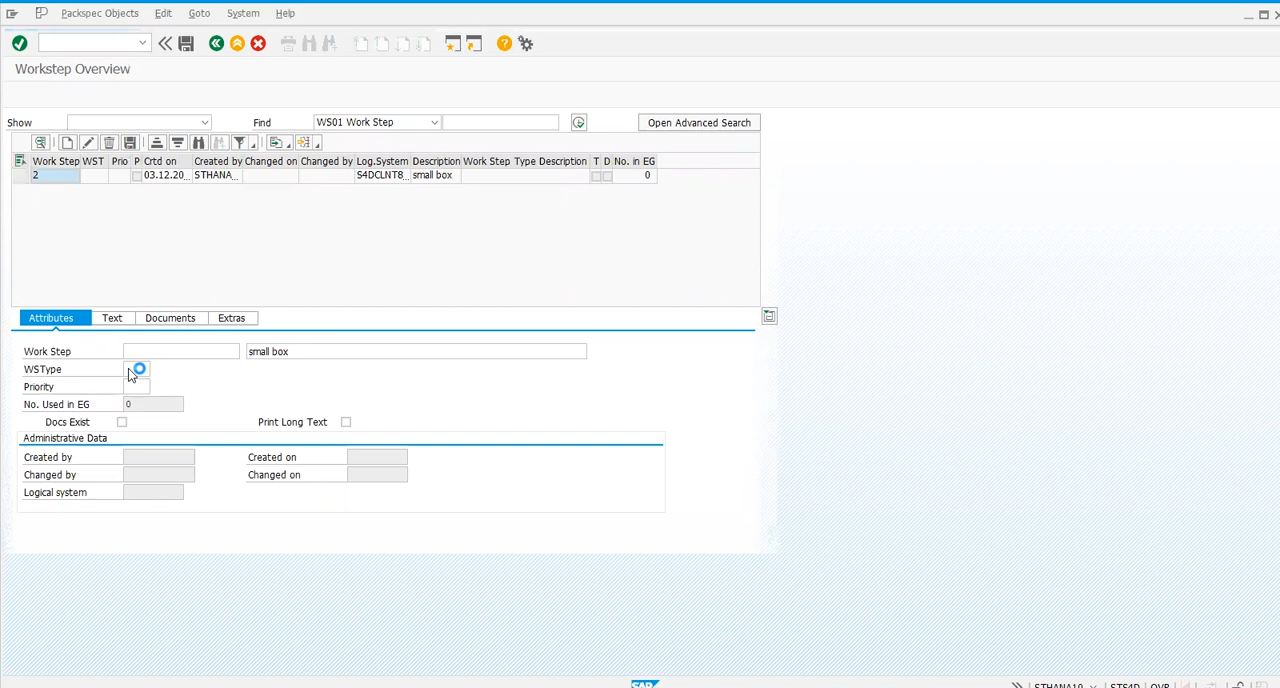 Packspec Objects Edit Goto System Help
Workstep Overview
Show Find WS01 Work Step Open Advanced Search
Work Step WST Prio P Crtd on Created by Changed on Changed by Log.System Description Work Step Type Description T D No. in EG
2 03.12.20... STHANA... S4DCLNT8... small box 0
Attributes Text Documents Extras
Work Step small box
WSType
Priority
No. Used in EG 0
Docs Exist Print Long Text
Administrative Data
Created by Created on
Changed by Changed on
Logical system
SAP STHANA10 STS4D OVR